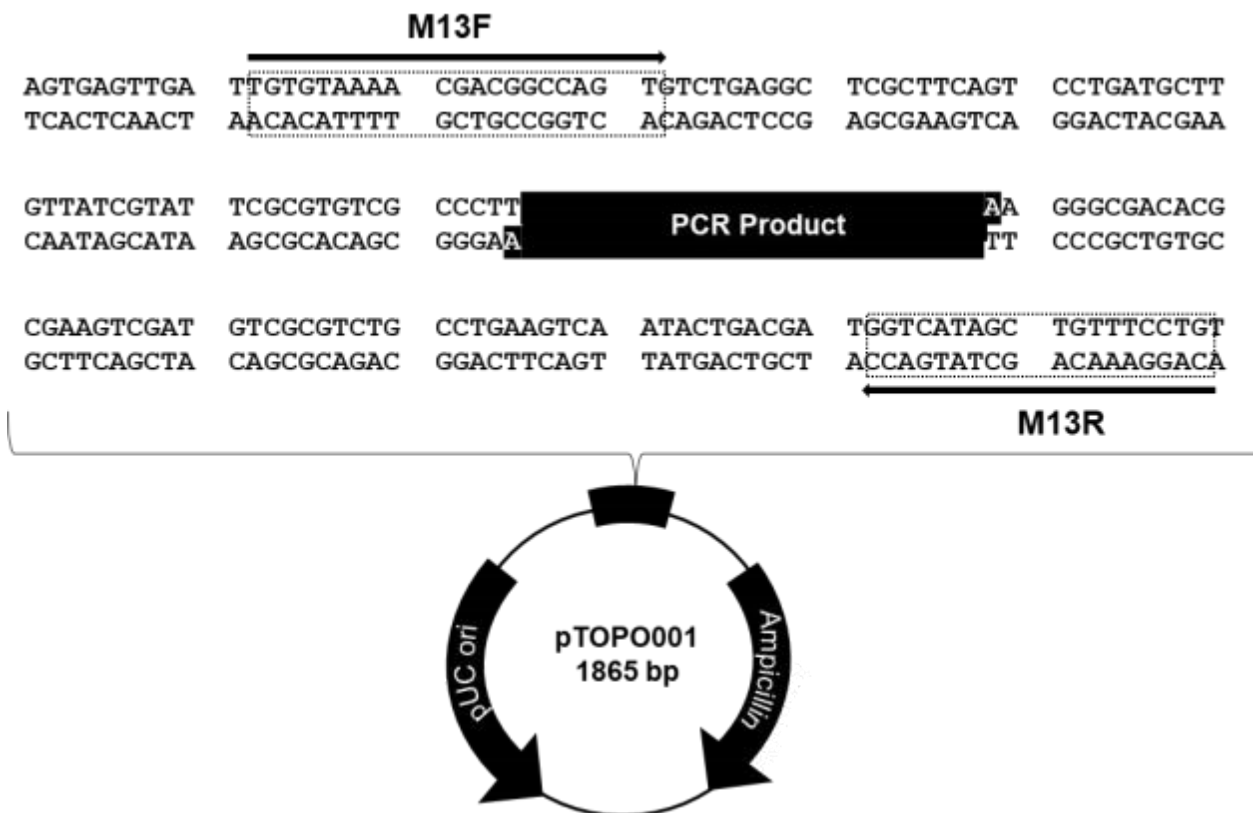 M13F
AGTGAGTTGA TTGTGTAAAA CGACGGCCAG TGTCTGAGGC TCGCTTCAGT CCTGATGCTT
TCACTCAACT AACACATTTT GCTGCCGGTC ACAGACTCCG AGCGAAGTCA GGACTACGAA
GTTATCGTAT TCGCGTGTCG CCCTT PCR Product AA GGGCGACACG
CAATAGCATA AGCGCACAGC GGGAA TT CCCGCTGTGC
CGAAGTCGAT GTCGCGTCTG CCTGAAGTCA ATACTGACGA TGGTCATAGC TGTTTCCTGT
GCTTCAGCTA CAGCGCAGAC GGACTTCAGT TATGACTGCT ACCAGTATCG ACAAAGGACA
M13R
pUC ori
pTOPO001
1865 bp
Ampicillin